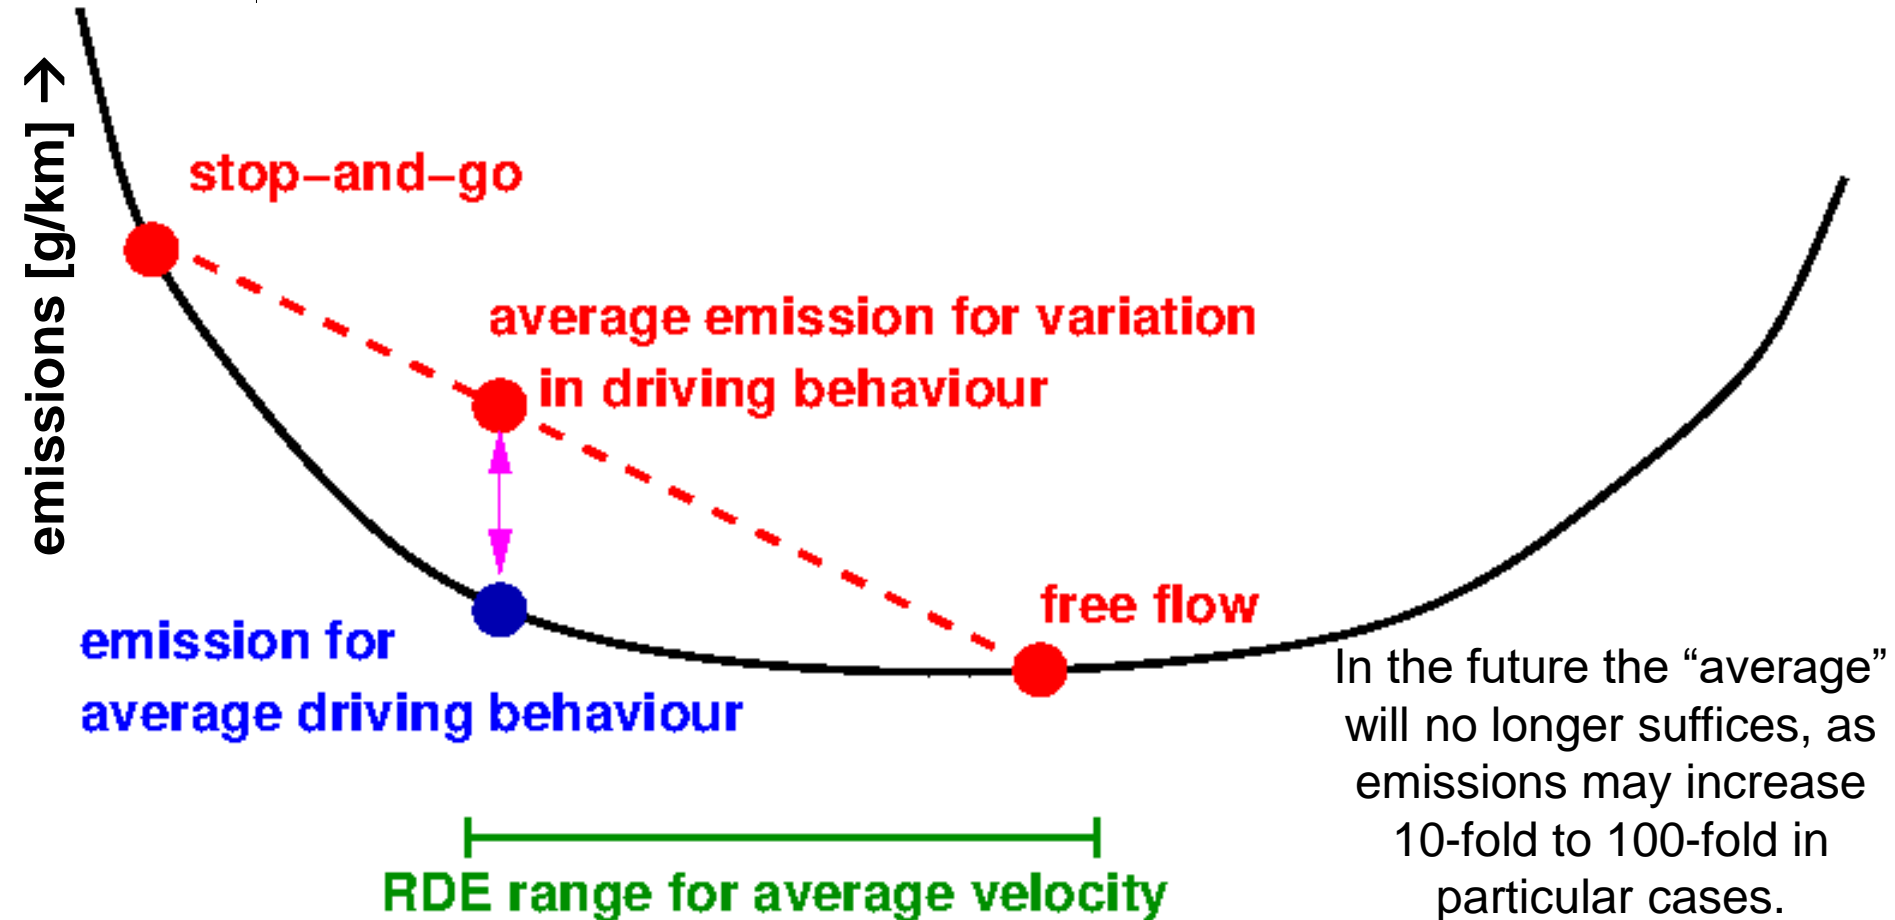 emissions [g/km] →
stop–and–go
average emission for variation
in driving behaviour
emission for
average driving behaviour
free flow
In the future the “average”
will no longer suffices, as
emissions may increase
10-fold to 100-fold in
particular cases.
RDE range for average velocity